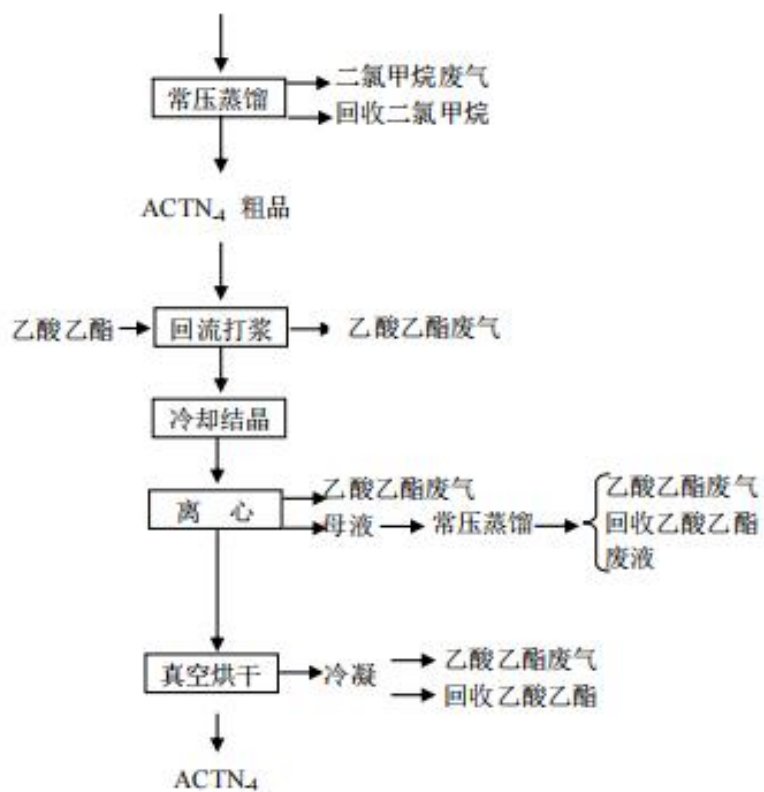 二氯甲烷废气
常压蒸馏
回收二氯甲烷
ACTN₄ 粗品
乙酸乙酯
回流打浆
乙酸乙酯废气
冷却结晶
离 心
乙酸乙酯废气
母液
常压蒸馏
乙酸乙酯废气
回收乙酸乙酯
废液
真空烘干
冷凝
乙酸乙酯废气
回收乙酸乙酯
ACTN₄